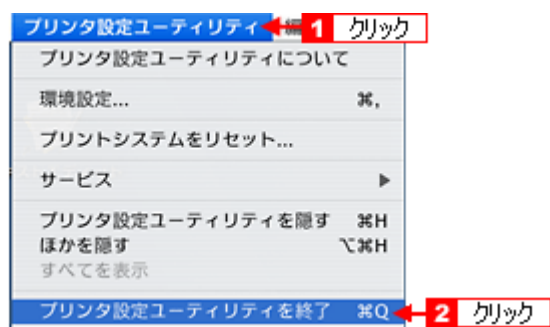 プリンタ設定ユーティリティ 1 クリック
プリンタ設定ユーティリティについて
環境設定... ⌘,
プリントシステムをリセット...
サービス ▶
プリンタ設定ユーティリティを隠す ⌘H
ほかを隠す ⌥⌘H
すべてを表示
プリンタ設定ユーティリティを終了 ⌘Q 2 クリック